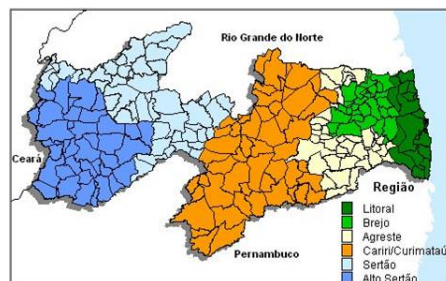 Rio Grande do Norte
Ceará
Pernambuco
Região
Litoral
Brejo
Agreste
Cariri/Curimataú
Sertão
Alto Sertão